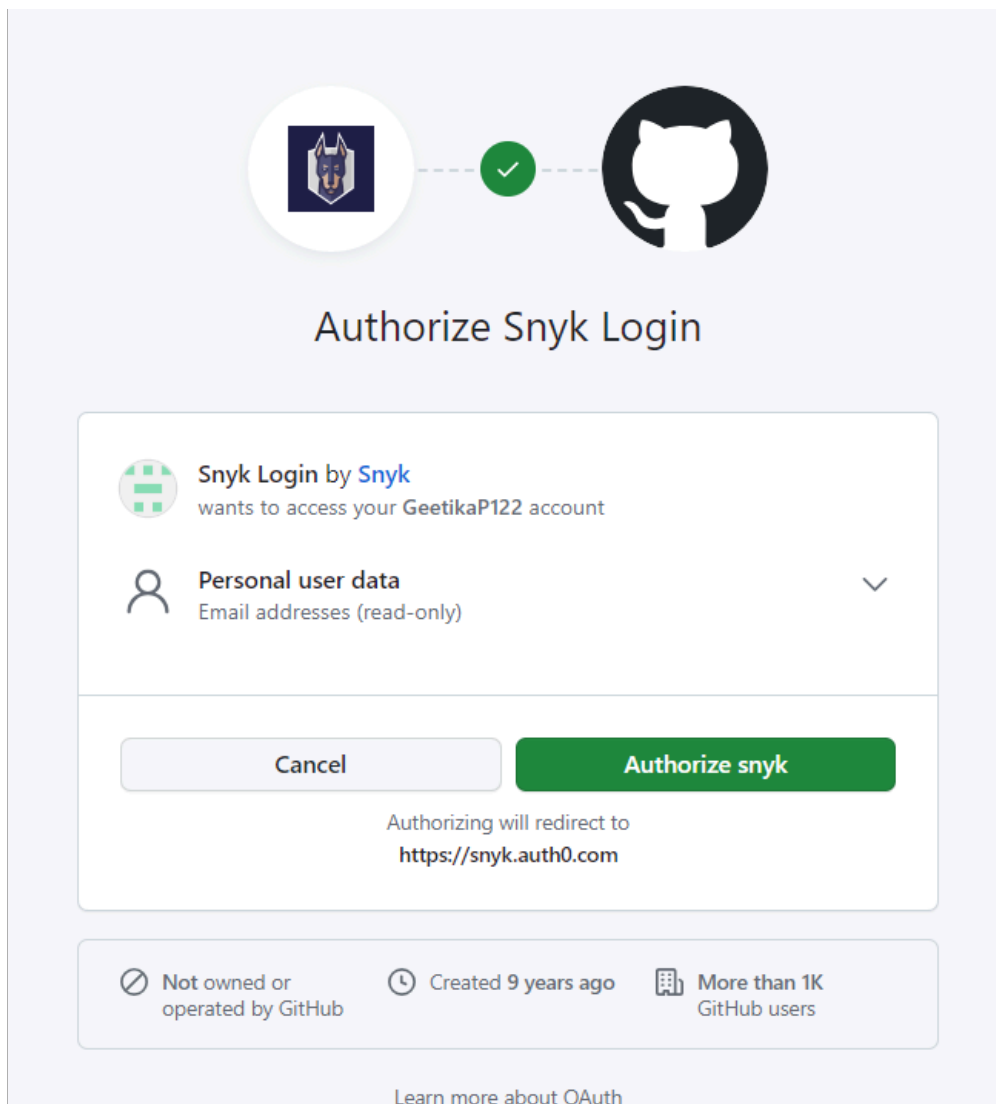 Authorize Snyk Login
Snyk Login by Snyk
wants to access your GeetikaP122 account
Personal user data
Email addresses (read-only)
Cancel
Authorize snyk
Authorizing will redirect to
https://snyk.auth0.com
Not owned or
operated by GitHub
Created 9 years ago
More than 1K
GitHub users
Learn more about OAuth